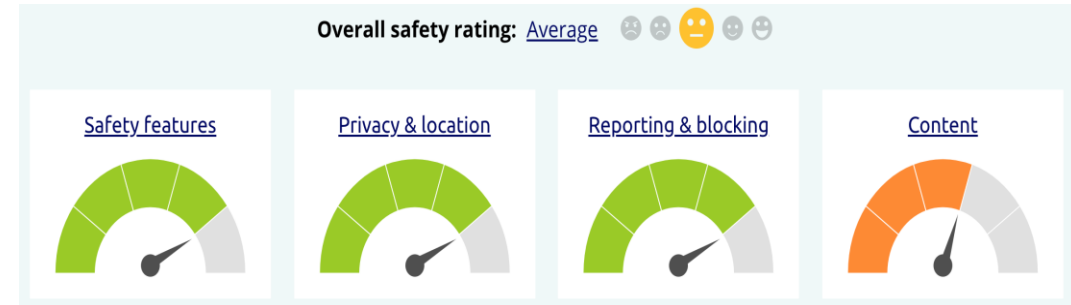 Overall safety rating: Average
Safety features
Privacy & location
Reporting & blocking
Content